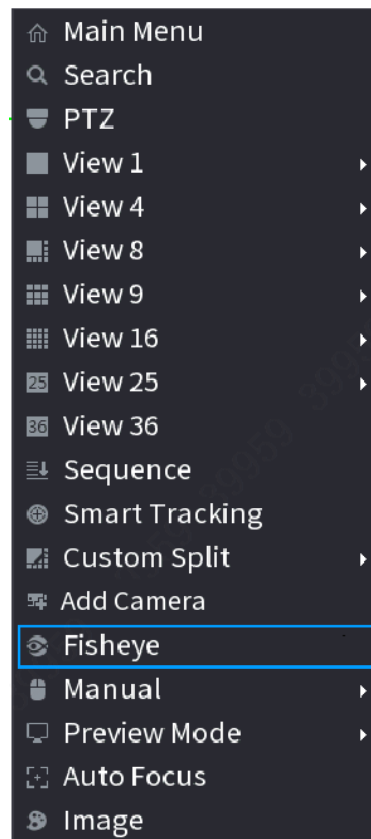 Main Menu
Search
PTZ
View 1
View 4
View 8
View 9
View 16
25 View 25
36 View 36
Sequence
Smart Tracking
Custom Split
Add Camera
Fisheye
Manual
Preview Mode
Auto Focus
Image